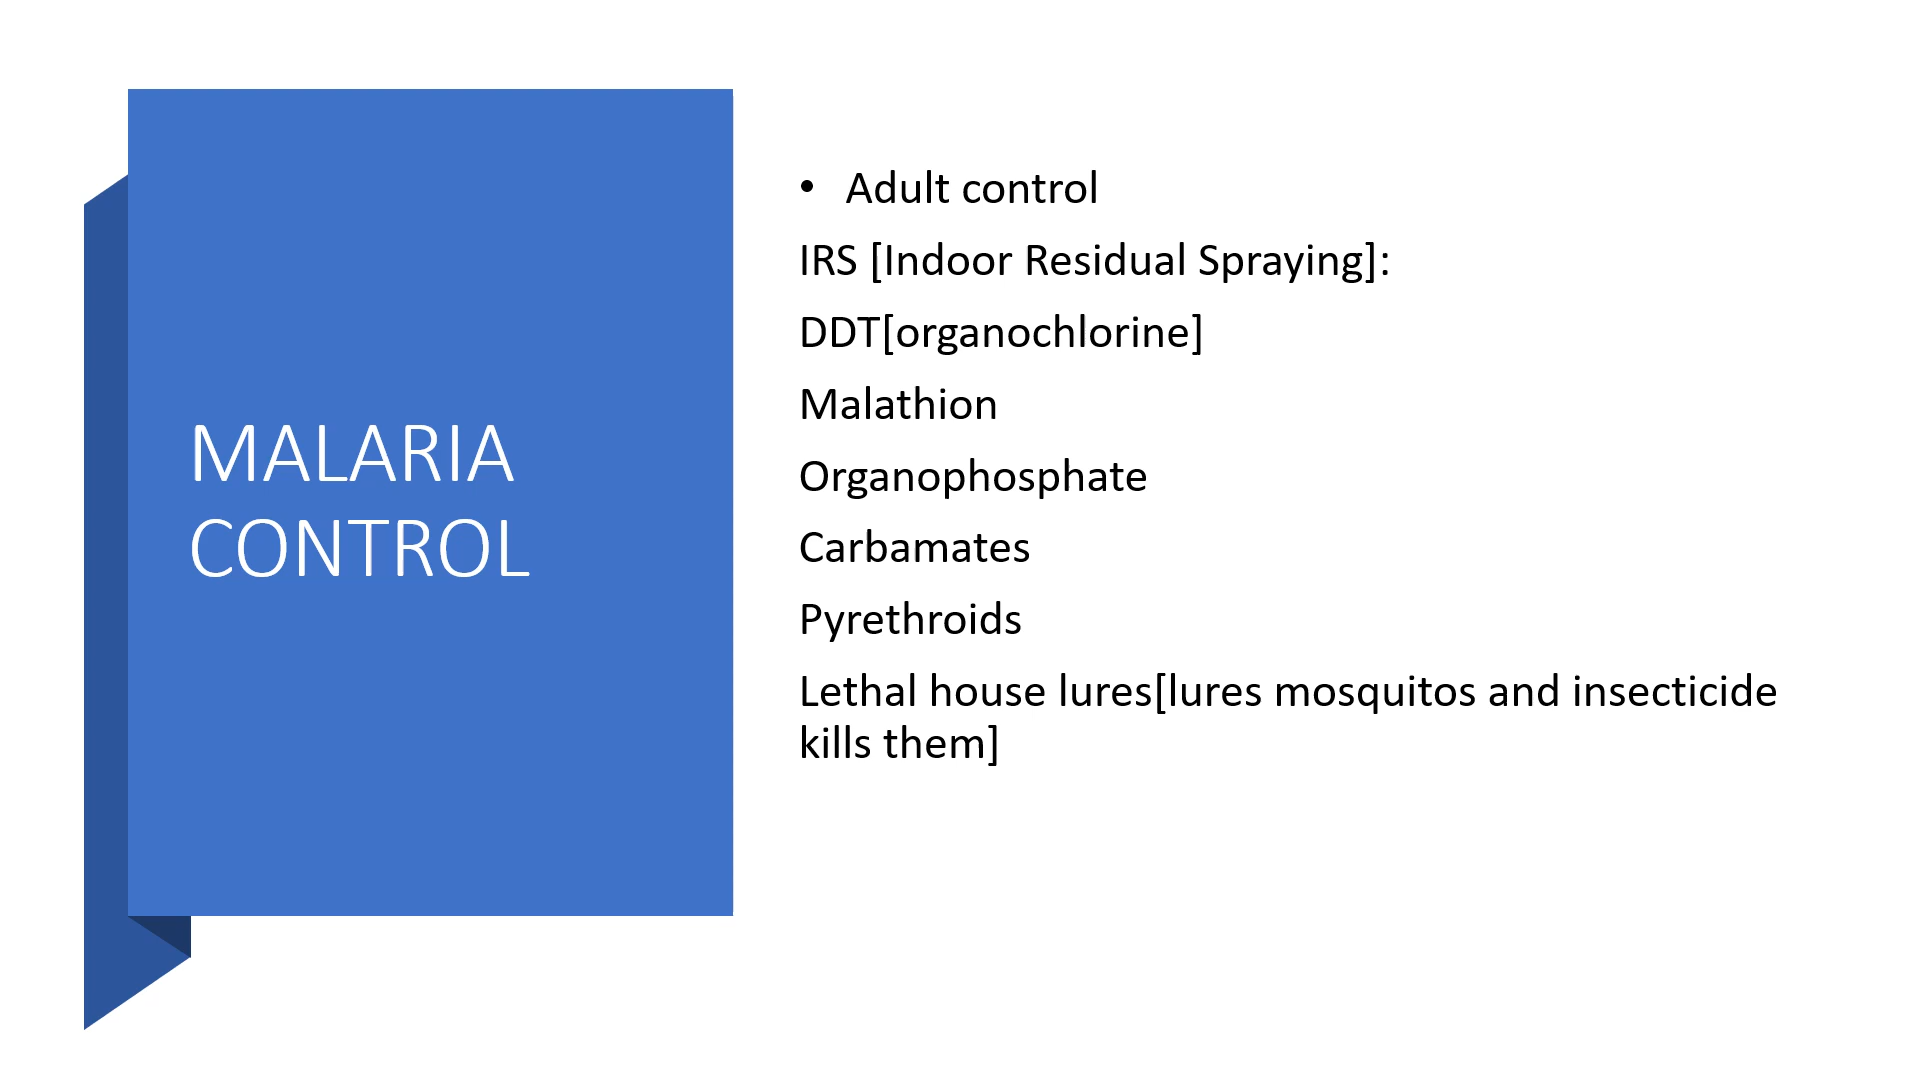 MALARIA
CONTROL
• Adult control
IRS [Indoor Residual Spraying]:
DDT[organochlorine]
Malathion
Organophosphate
Carbamates
Pyrethroids
Lethal house lures[lures mosquitos and insecticide
kills them]